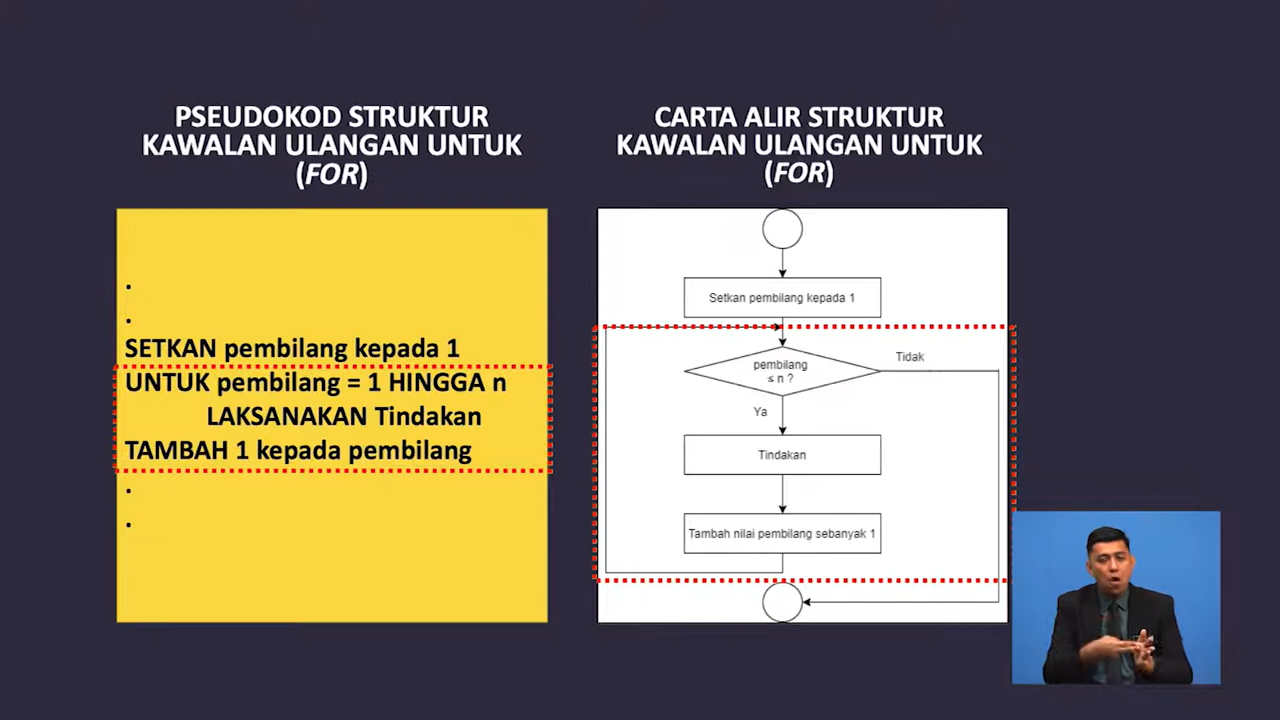 PSEUDOKOD STRUKTUR
KAWALAN ULANGAN UNTUK
(FOR)
SETKAN pembilang kepada 1
UNTUK pembilang = 1 HINGGA n
LAKSANAKAN Tindakan
TAMBAH 1 kepada pembilang
CARTA ALIR STRUKTUR
KAWALAN ULANGAN UNTUK
(FOR)
Setkan pembilang kepada 1
pembilang
≤ n ?
Tidak
Ya
Tindakan
Tambah nilai pembilang sebanyak 1